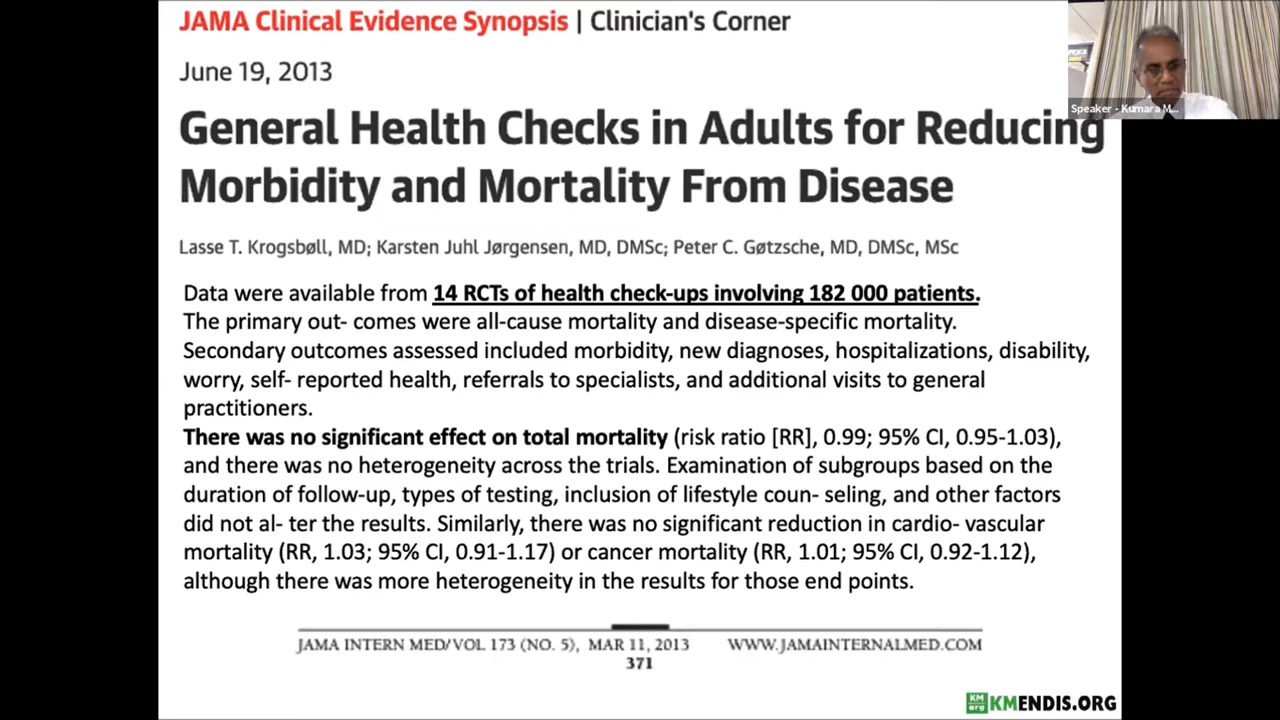 JAMA Clinical Evidence Synopsis | Clinician's Corner
June 19, 2013
General Health Checks in Adults for Reducing
Morbidity and Mortality From Disease
Lasse T. Krogsbøll, MD; Karsten Juhl Jørgensen, MD, DMSc; Peter C. Gøtzsche, MD, DMSc, MSc
Data were available from 14 RCTs of health check-ups involving 182 000 patients.
The primary out- comes were all-cause mortality and disease-specific mortality.
Secondary outcomes assessed included morbidity, new diagnoses, hospitalizations, disability,
worry, self- reported health, referrals to specialists, and additional visits to general
practitioners.
There was no significant effect on total mortality (risk ratio [RR], 0.99; 95% CI, 0.95-1.03),
and there was no heterogeneity across the trials. Examination of subgroups based on the
duration of follow-up, types of testing, inclusion of lifestyle coun- seling, and other factors
did not al- ter the results. Similarly, there was no significant reduction in cardio- vascular
mortality (RR, 1.03; 95% CI, 0.91-1.17) or cancer mortality (RR, 1.01; 95% CI, 0.92-1.12),
although there was more heterogeneity in the results for those end points.
JAMA INTERN MED/VOL 173 (NO. 5), MAR 11, 2013 WWW.JAMAINTERNALMED.COM
371
KM
org KMENDIS.ORG
Speaker - Kumara M...